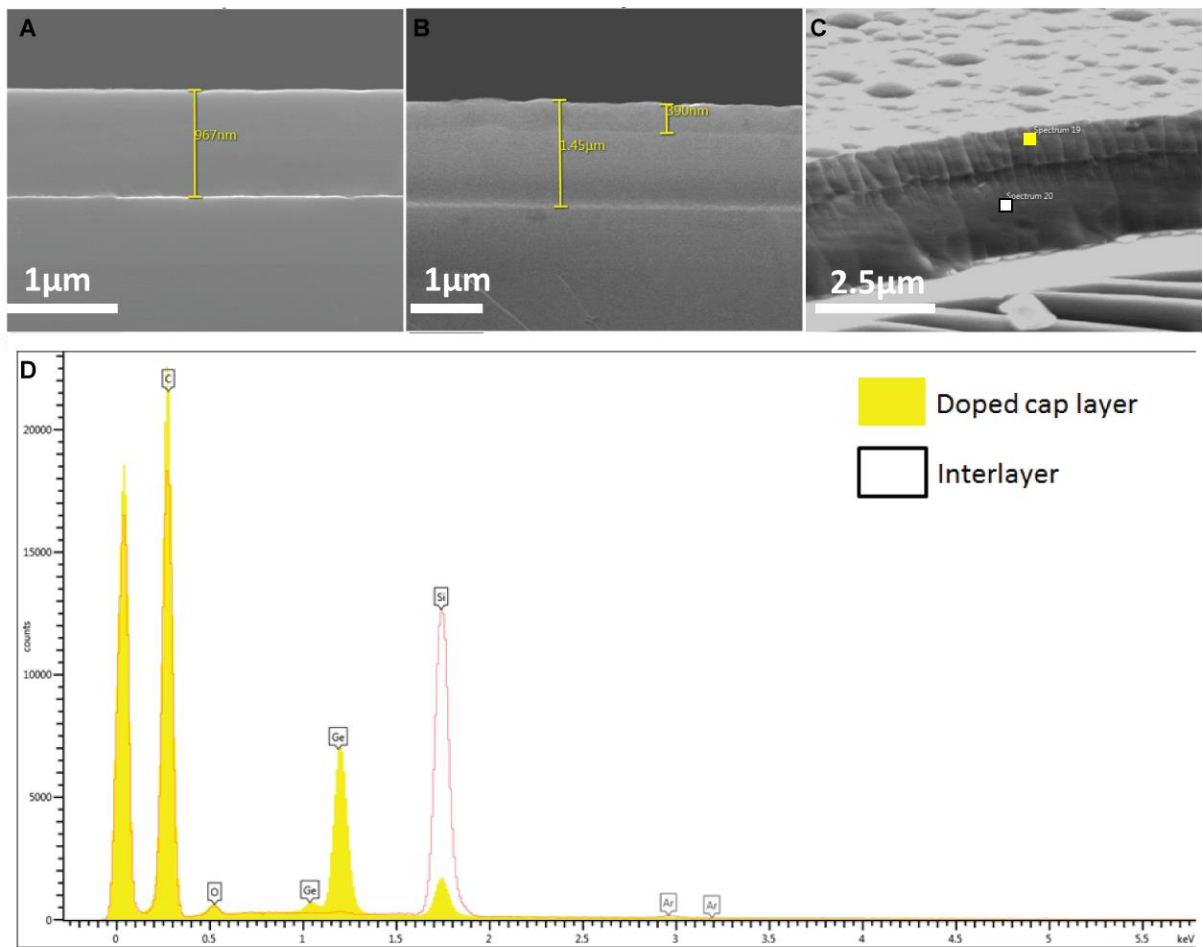 A
967nm
1μm
B
390nm
1.45μm
1μm
C
Spectrum 19
Spectrum 20
2.5μm
D
C
20000
15000
10000
5000
0
counts
O
Ge
Ge
Si
Ar
Ar
Doped cap layer
Interlayer
0 0.5 1 1.5 2 2.5 3 3.5 4 4.5 5 5.5 keV